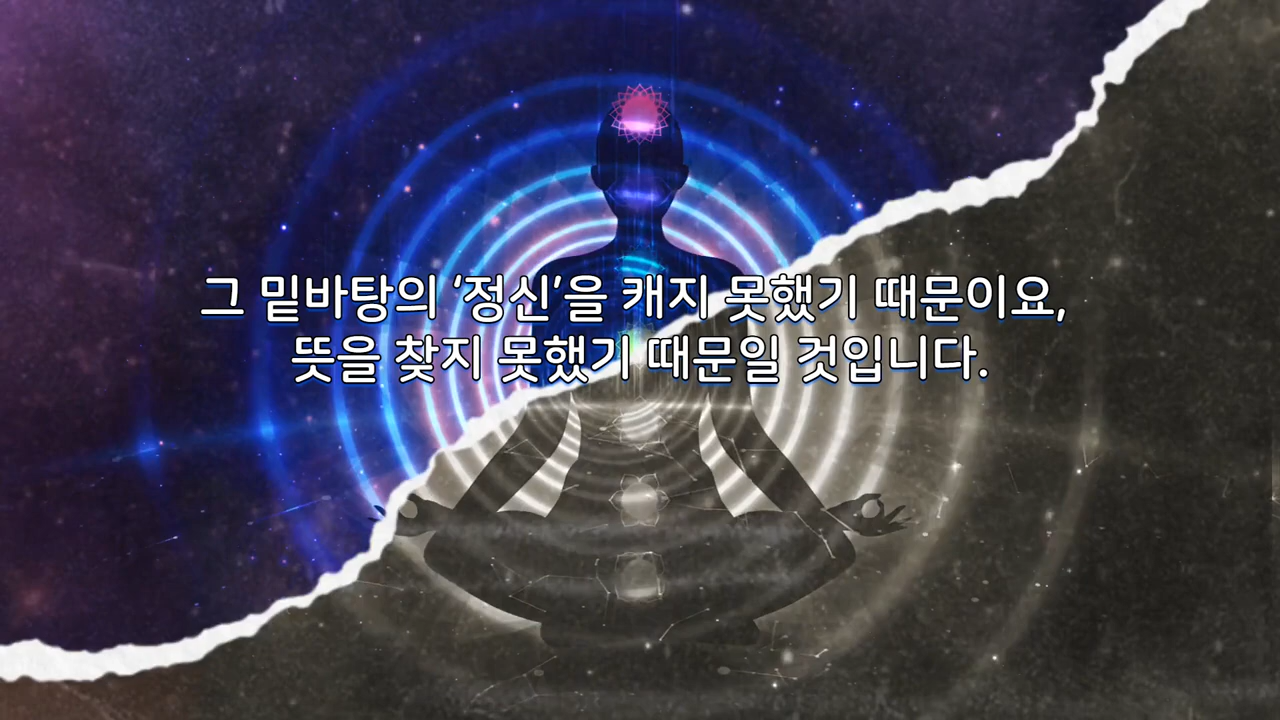 그 밑바탕의 ‘정신’을 캐지 못했기 때문이요,
뜻을 찾지 못했기 때문일 것입니다.